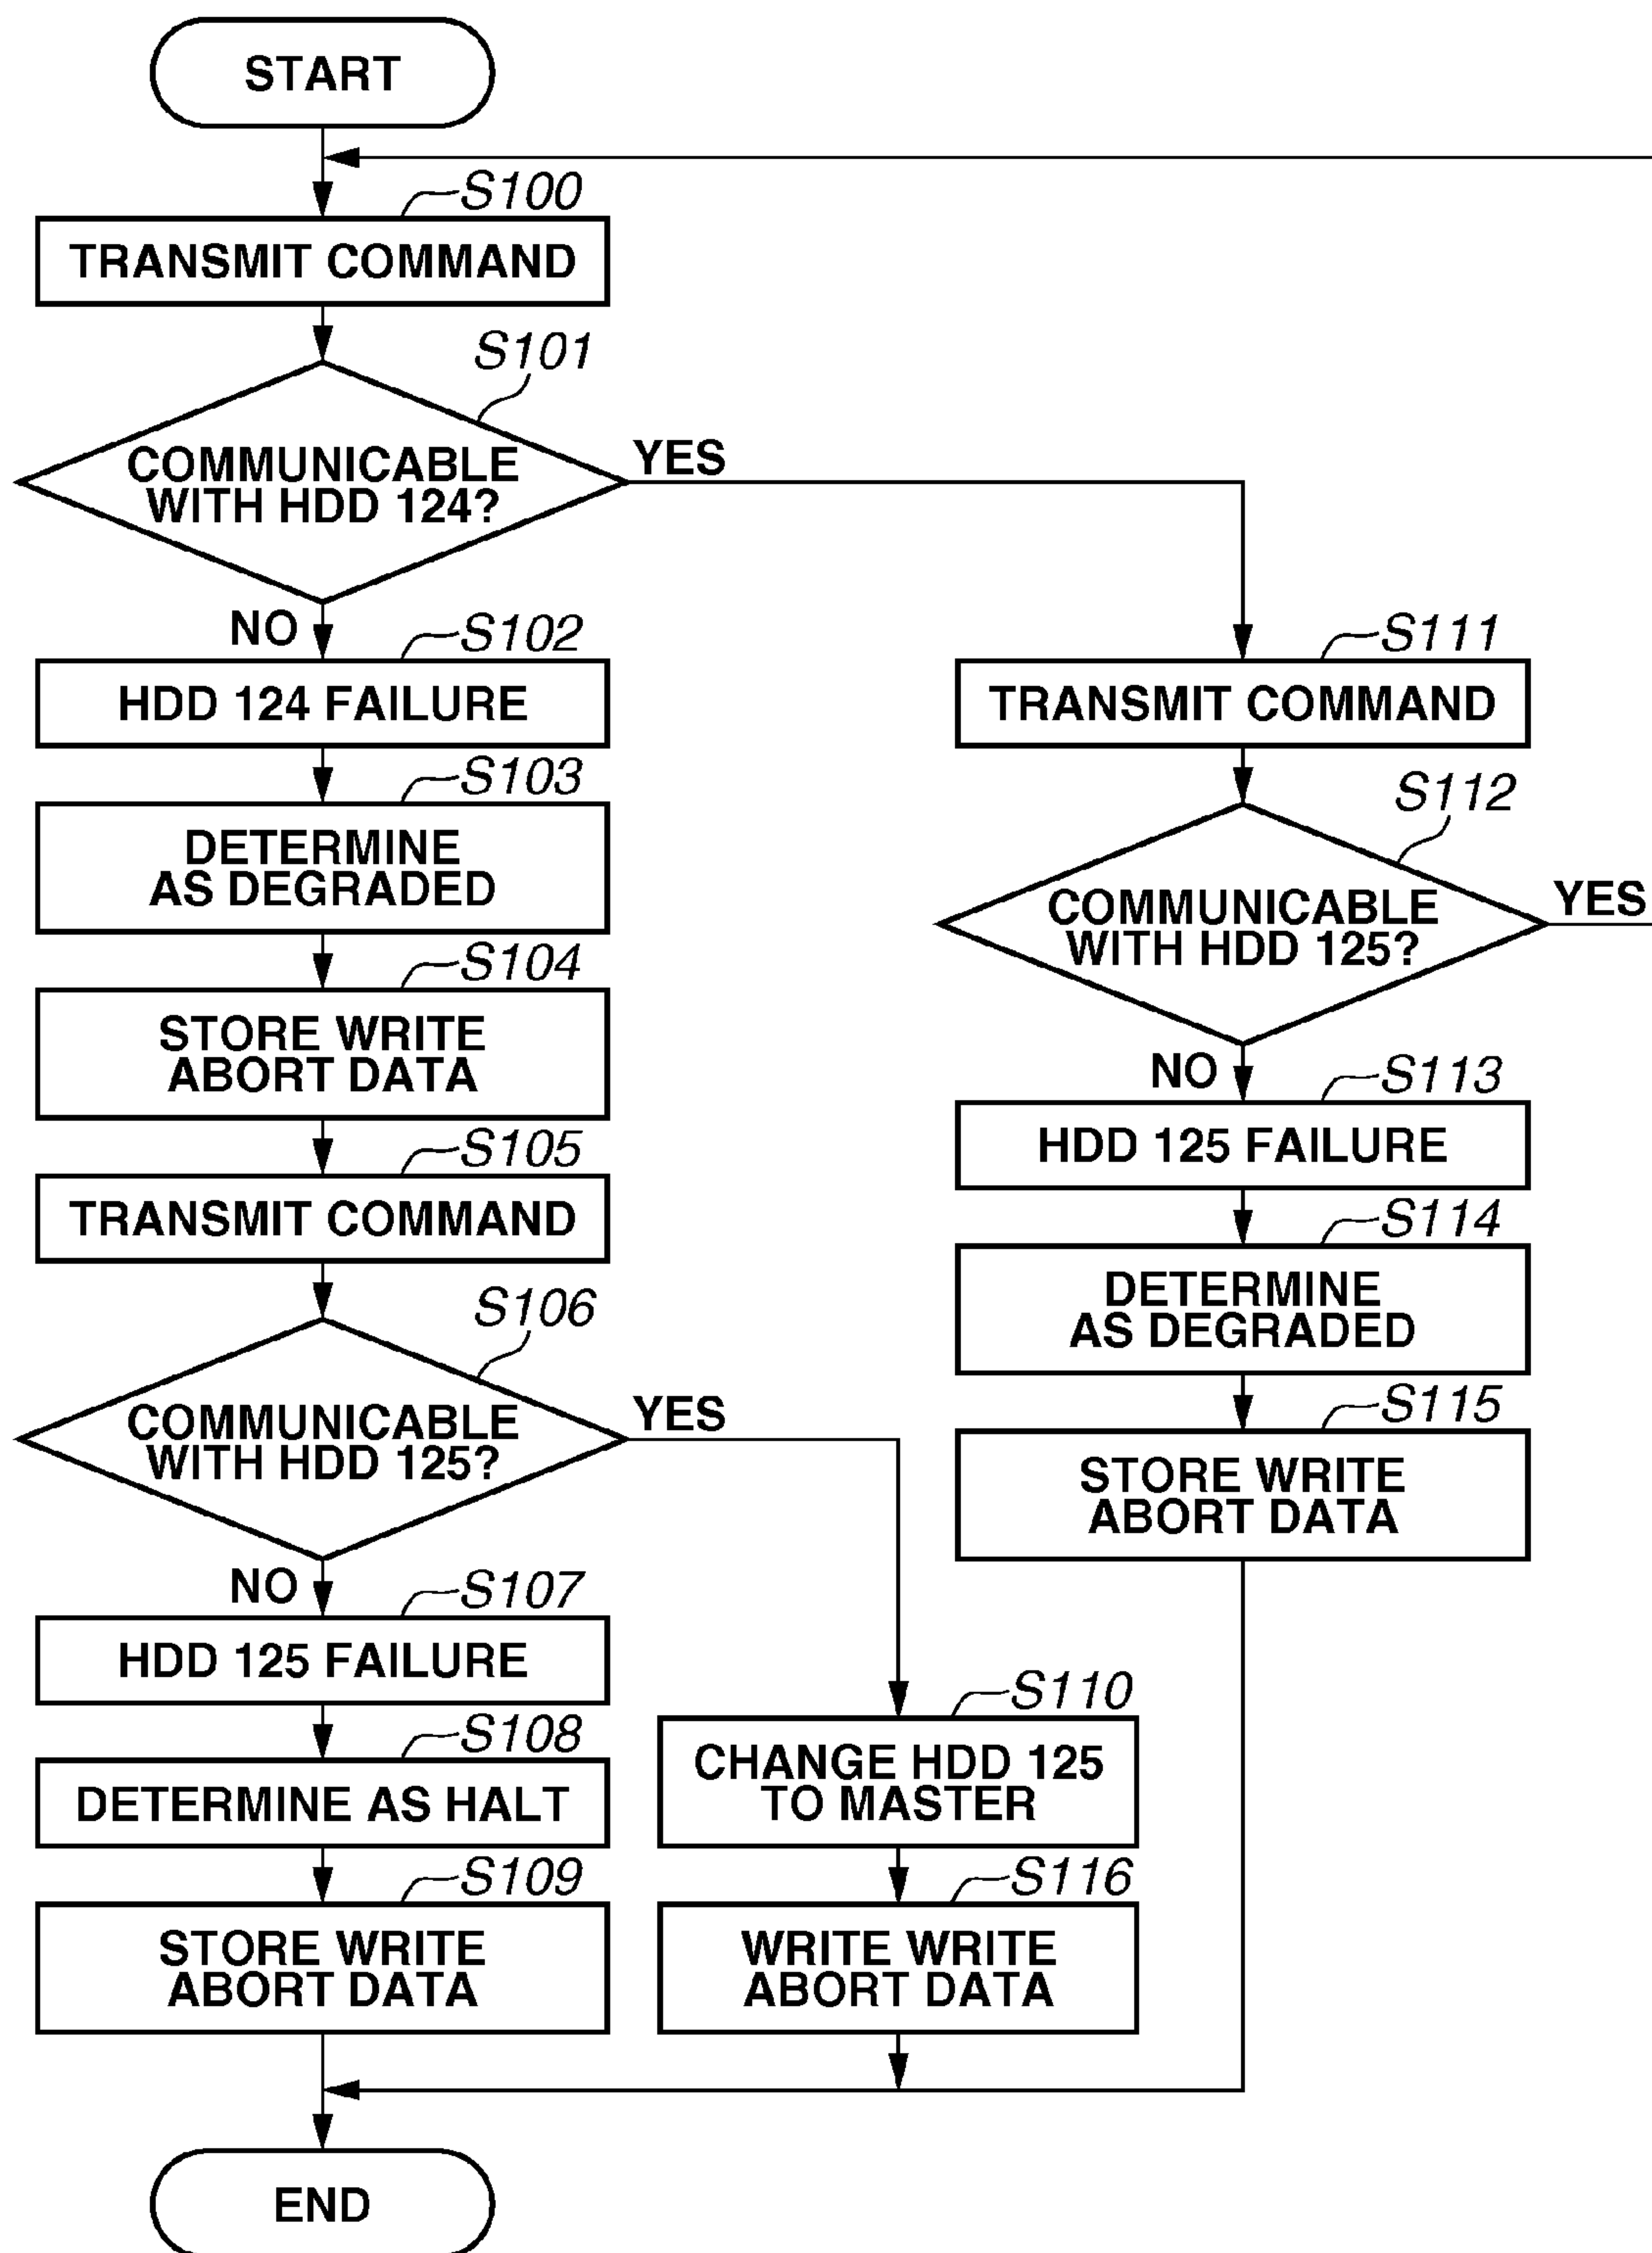 START
S100
TRANSMIT COMMAND
S101
COMMUNICABLE
WITH HDD 124?
YES
NO
S102
HDD 124 FAILURE
S103
DETERMINE
AS DEGRADED
S104
STORE WRITE
ABORT DATA
S105
TRANSMIT COMMAND
S106
COMMUNICABLE
WITH HDD 125?
YES
NO
S107
HDD 125 FAILURE
S108
DETERMINE AS HALT
S109
STORE WRITE
ABORT DATA
S110
CHANGE HDD 125
TO MASTER
S116
WRITE WRITE
ABORT DATA
S111
TRANSMIT COMMAND
S112
COMMUNICABLE
WITH HDD 125?
YES
NO
S113
HDD 125 FAILURE
S114
DETERMINE
AS DEGRADED
S115
STORE WRITE
ABORT DATA
END